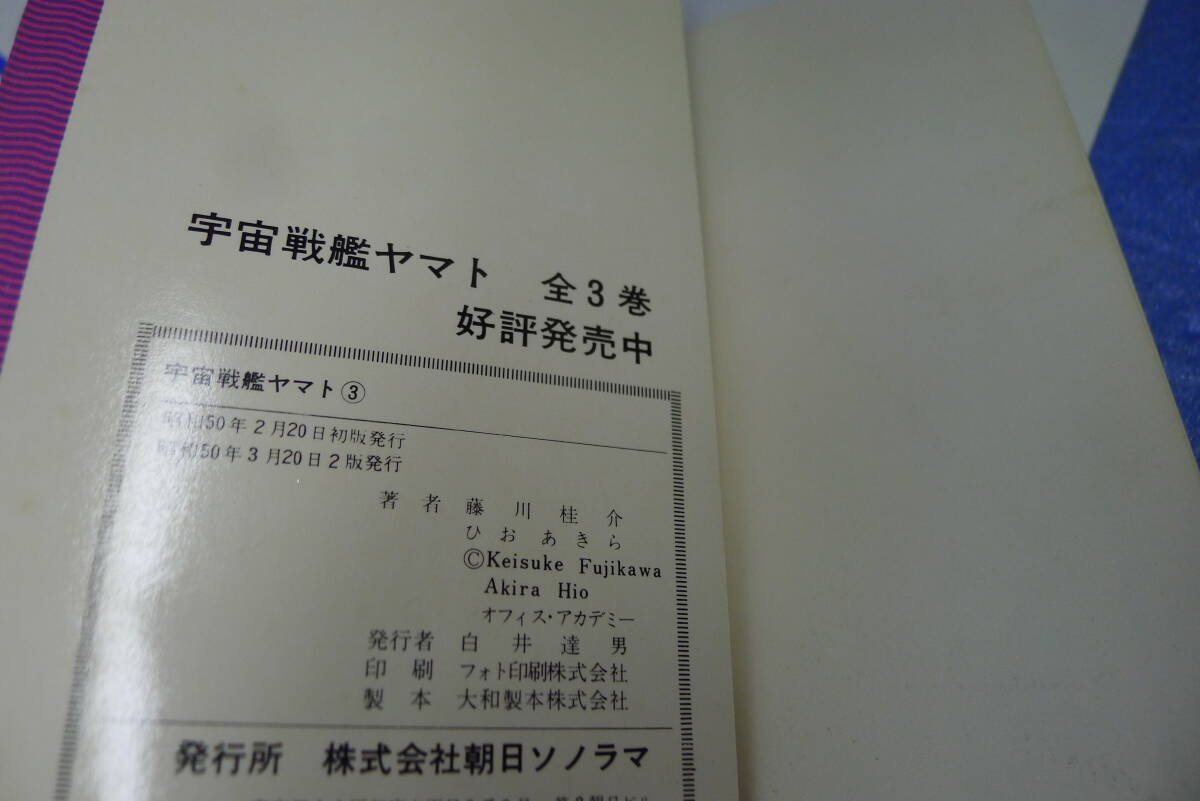 宇宙戦艦ヤマト 全3巻
好評発売中
宇宙戦艦ヤマト③
昭和50年2月20日初版発行
昭和50年3月20日2版発行
著者 藤川桂介
ひおあきら
©Keisuke Fujikawa
Akira Hio
オフィス・アカデミー
発行者 白井達男
印刷 フォト印刷株式会社
製本 大和製本株式会社
発行所 株式会社朝日ソノラマ